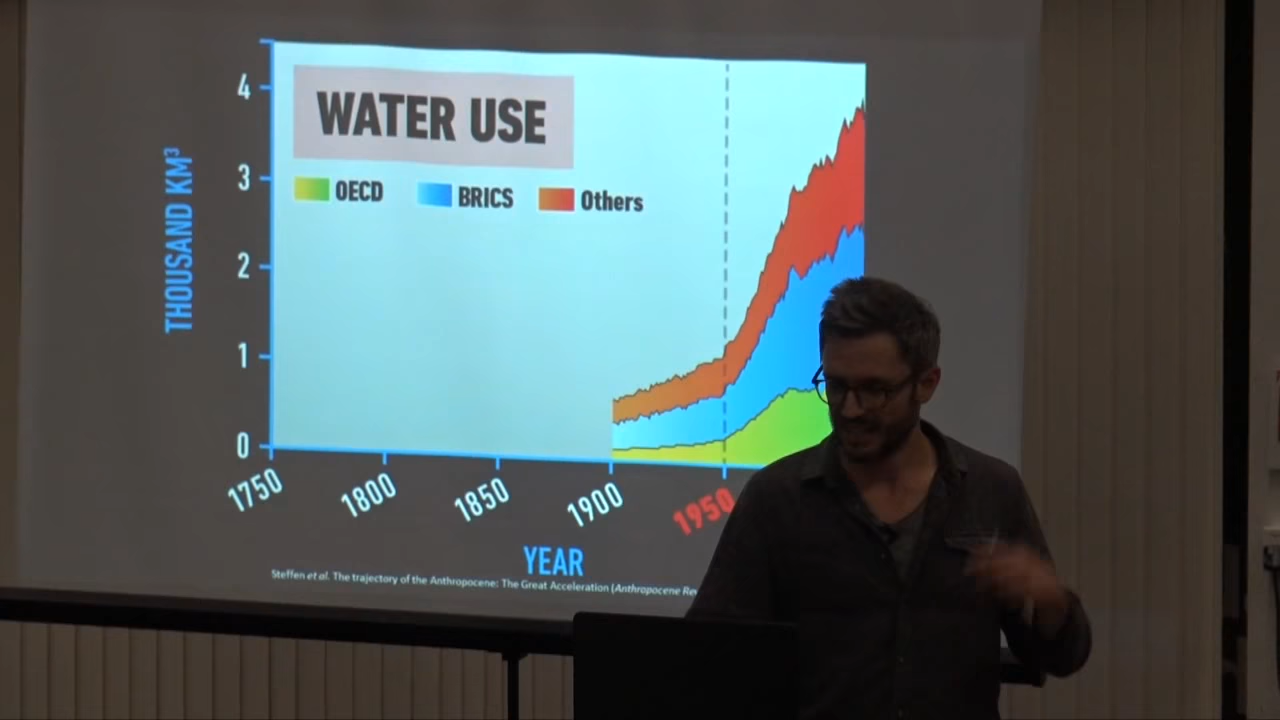 WATER USE
OECD BRICS Others
THOUSAND KM³
4
3
2
1
0
1750 1800 1850 1900 1950
YEAR
Steffen et al. The trajectory of the Anthropocene: The Great Acceleration (Anthropocene